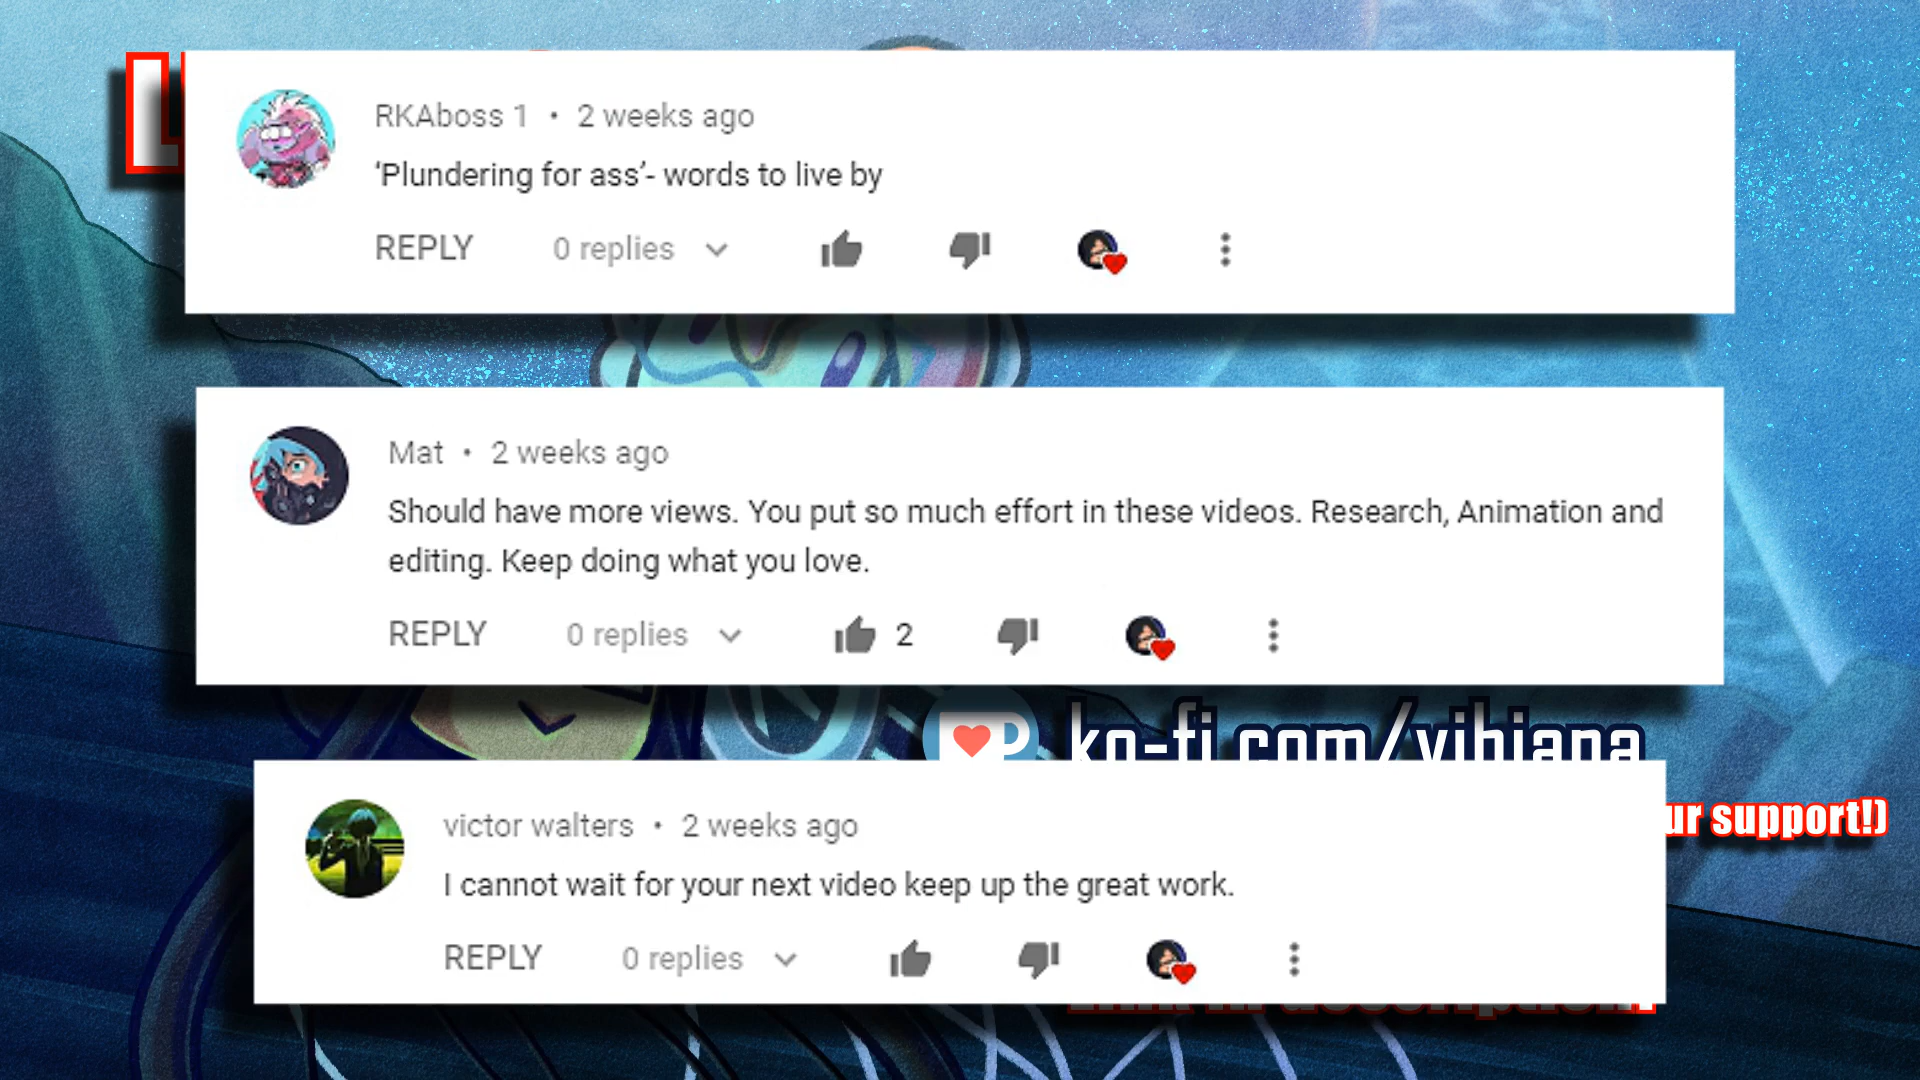 RKAboss 1 • 2 weeks ago
‘Plundering for ass’- words to live by
REPLY 0 replies
Mat • 2 weeks ago
Should have more views. You put so much effort in these videos. Research, Animation and
editing. Keep doing what you love.
REPLY 0 replies 2
ko-fi.com/vibiana
ur support!)
victor walters • 2 weeks ago
I cannot wait for your next video keep up the great work.
REPLY 0 replies